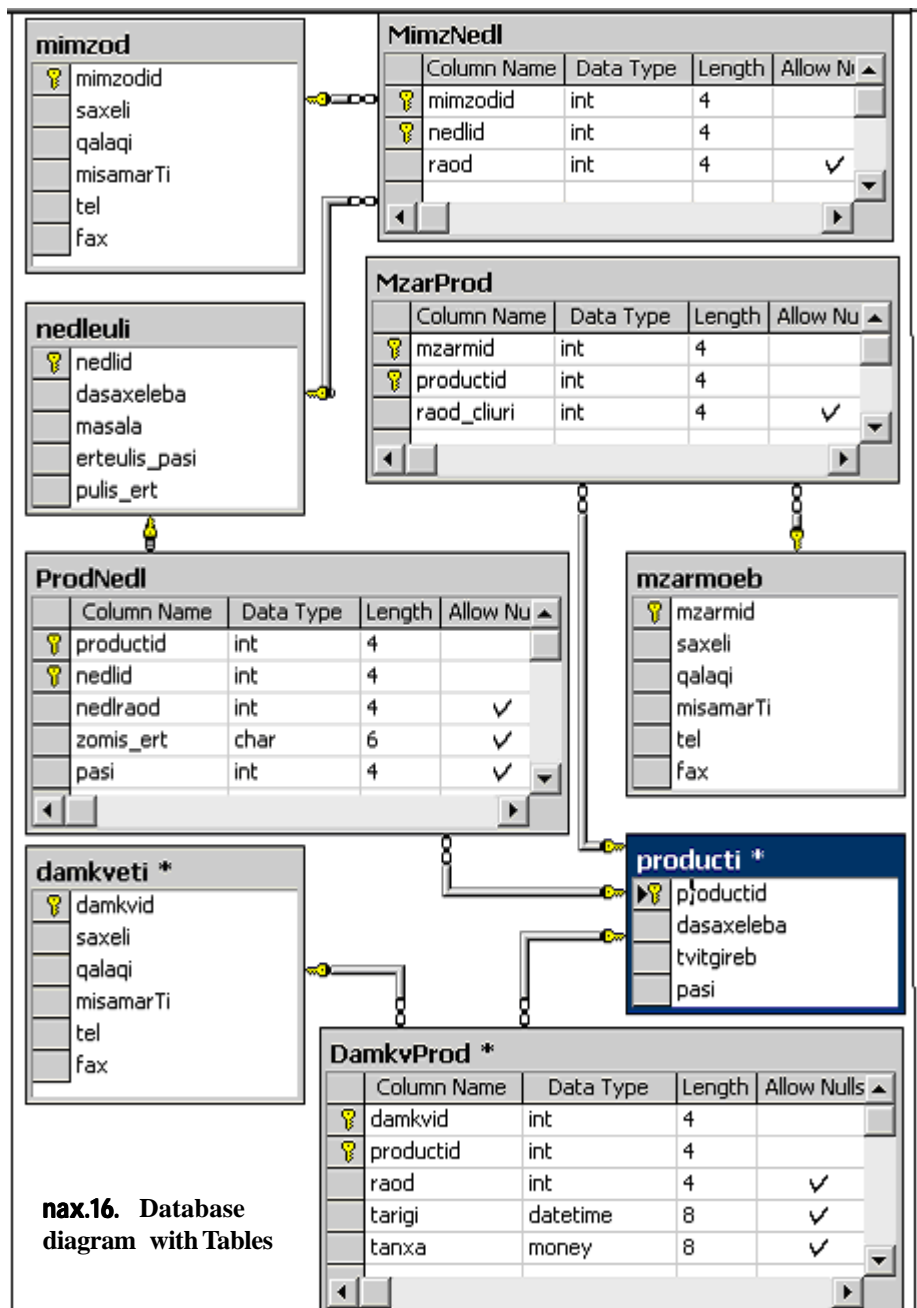 mimzod
mimzodid
saxeli
qalaqi
misamarTi
tel
fax
MimzNedl
Column Name Data Type Length Allow N
mimzodid int 4
nedlid int 4
raod int 4 ✓
MzarProd
Column Name Data Type Length Allow Nu
mzarmid int 4
productid int 4
raod_cliuri int 4 ✓
nedleuli
nedlid
dasaxeleba
masala
erteulis_pasi
pulis_ert
ProdNedl
Column Name Data Type Length Allow Nu
productid int 4
nedlid int 4
nedlraod int 4 ✓
zomis_ert char 6 ✓
pasi int 4 ✓
mzarmoeb
mzarmid
saxeli
qalaqi
misamarTi
tel
fax
damkveti *
damkvid
saxeli
qalaqi
misamarTi
tel
fax
producti *
productid
dasaxeleba
tvitgireb
pasi
DamkvProd *
Column Name Data Type Length Allow Nulls
damkvid int 4
productid int 4
raod int 4 ✓
tarigi datetime 8 ✓
tanxa money 8 ✓
nax.16. Database
diagram with Tables